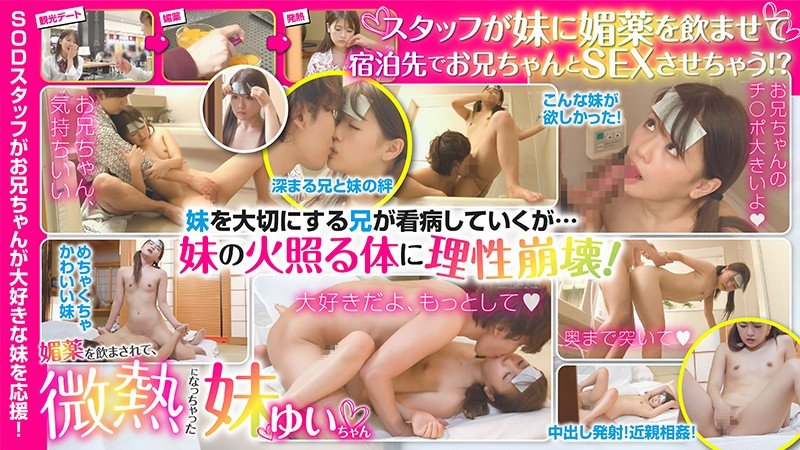 観光デート
媚薬
発熱
スタッフが妹に媚薬を飲ませて
宿泊先でお兄ちゃんとSEXさせちゃう!?
SODスタッフがお兄ちゃんが大好きな妹を応援!
お兄ちゃん、
気持ちいい
深まる兄と妹の絆
こんな妹が
欲しかった!
お兄ちゃんの
チ○ポ大きいよ♥
妹を大切にする兄が看病していくが…
妹の火照る体に理性崩壊!
めちゃくちゃ
かわいい妹
大好きだよ、もっとして♥
奥まで突いて♥
媚薬を飲まされて、
微熱になっちゃった妹ゆいちゃん
中出し発射!近親相姦!